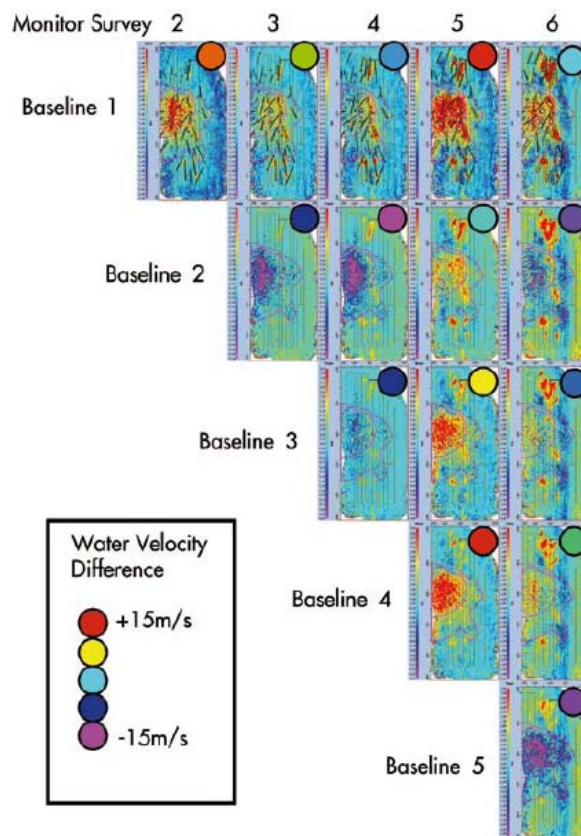 Monitor Survey 2 3 4 5 6
Baseline 1
Baseline 2
Baseline 3
Baseline 4
Baseline 5
Water Velocity
Difference
+15m/s
-15m/s